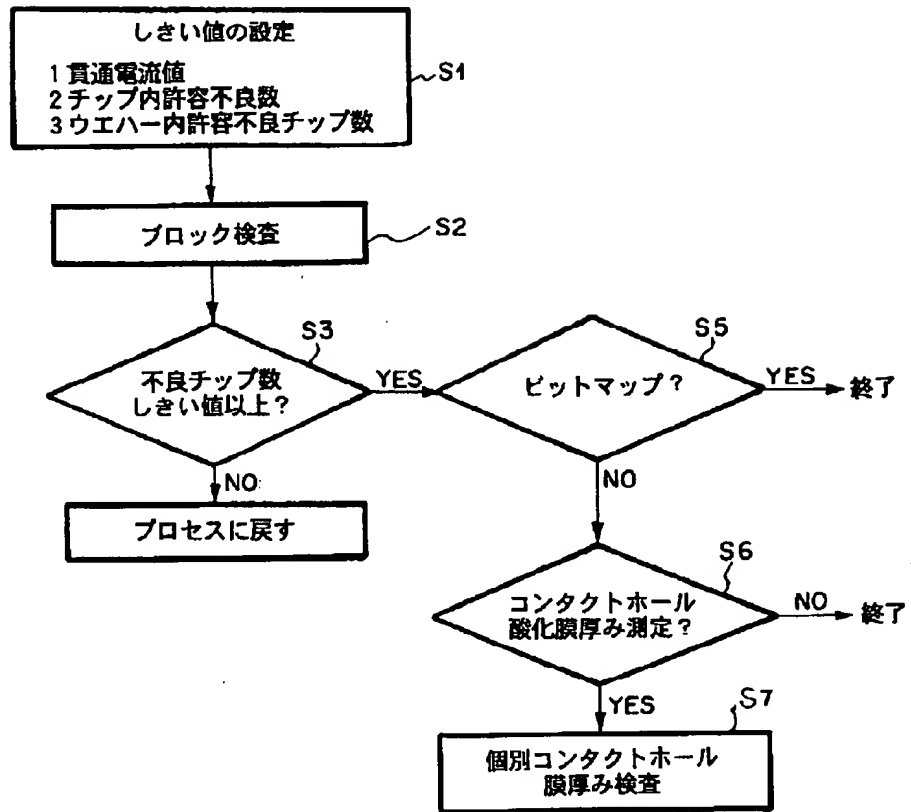 しきい値の設定
1 貫通電流値
2 チップ内許容不良数
3 ウエハー内許容不良チップ数
S1
ブロック検査
S2
S3
不良チップ数
しきい値以上?
YES
NO
プロセスに戻す
S5
ビットマップ?
YES
終了
NO
S6
コンタクトホール
酸化膜厚み測定?
NO
終了
YES
S7
個別コンタクトホール
膜厚み検査